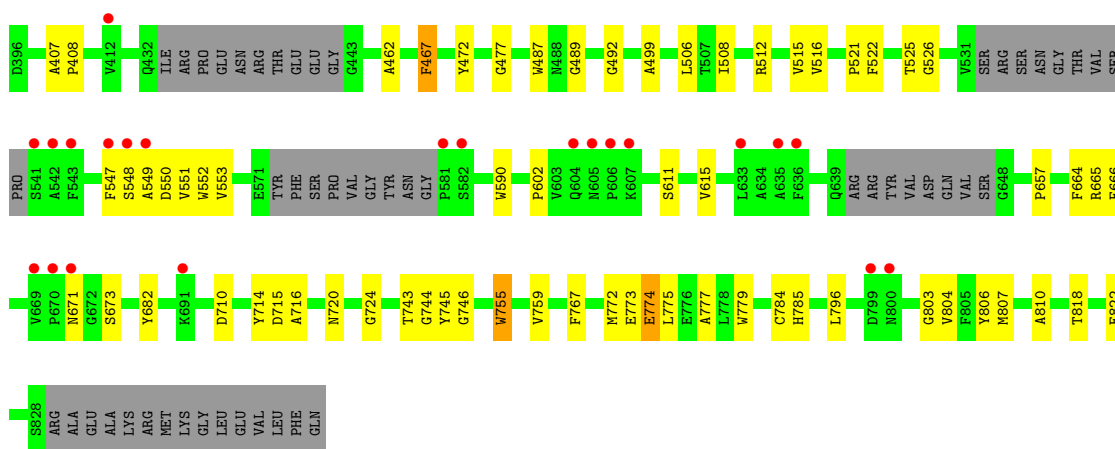 D396 A407 P408 V412 Q432 ILE ARG PRO GLU ASN ARG THR GLU GLU GLY G443 A462 F467 Y472 G477 W487 N488 G489 G492 A499 L506 T507 I508 R512 V515 V516 P521 F522 T525 G526 V531 SER ARG SER ASN GLY THR VAL SER
PRO S541 A542 F543 F547 S548 A549 D550 V551 W552 V553 E571 TYR PHE SER PRO VAL GLY TYR ASN GLY P581 S582 W590 P602 V603 Q604 N605 P606 K607 S611 V615 L633 A634 A635 F636 Q639 ARG ARG TYR VAL ASP GLN VAL SER G648 P657 F664 R665
V669 P670 N671 G672 S673 Y682 K691 D710 Y714 D715 A716 N720 G724 T743 G744 Y745 G746 W755 V759 F767 M772 E773 E774 L775 E776 A777 L778 W779 C784 H785 L796 D799 N800 G803 V804 F805 Y806 M807 A810 T818
S828 ARG ALA GLU ALA LYS ARG MET LYS GLY LEU GLU VAL LEU PHE GLN